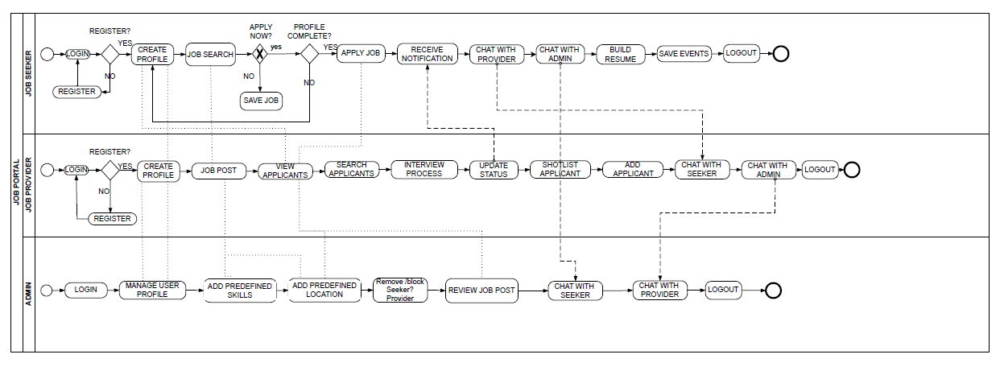 JOB PORTAL
JOB SEEKER
REGISTER?
APPLY
NOW?
PROFILE
COMPLETE?
LOGIN
YES
CREATE
PROFILE
JOB SEARCH
yes
YES
APPLY JOB
RECEIVE
NOTIFICATION
CHAT WITH
PROVIDER
CHAT WITH
ADMIN
BUILD
RESUME
SAVE EVENTS
LOGOUT
NO
NO
NO
REGISTER
SAVE JOB
JOB PROVIDER
REGISTER?
LOGIN
YES
CREATE
PROFILE
JOB POST
VIEW
APPLICANTS
SEARCH
APPLICANTS
INTERVIEW
PROCESS
UPDATE
STATUS
SHOTLIST
APPLICANT
ADD
APPLICANT
CHAT WITH
SEEKER
CHAT WITH
ADMIN
LOGOUT
NO
REGISTER
ADMIN
LOGIN
MANAGE USER
PROFILE
ADD PREDEFINED
SKILLS
ADD PREDEFINED
LOCATION
Remove /block
Seeker?
Provider
REVIEW JOB POST
CHAT WITH
SEEKER
CHAT WITH
PROVIDER
LOGOUT